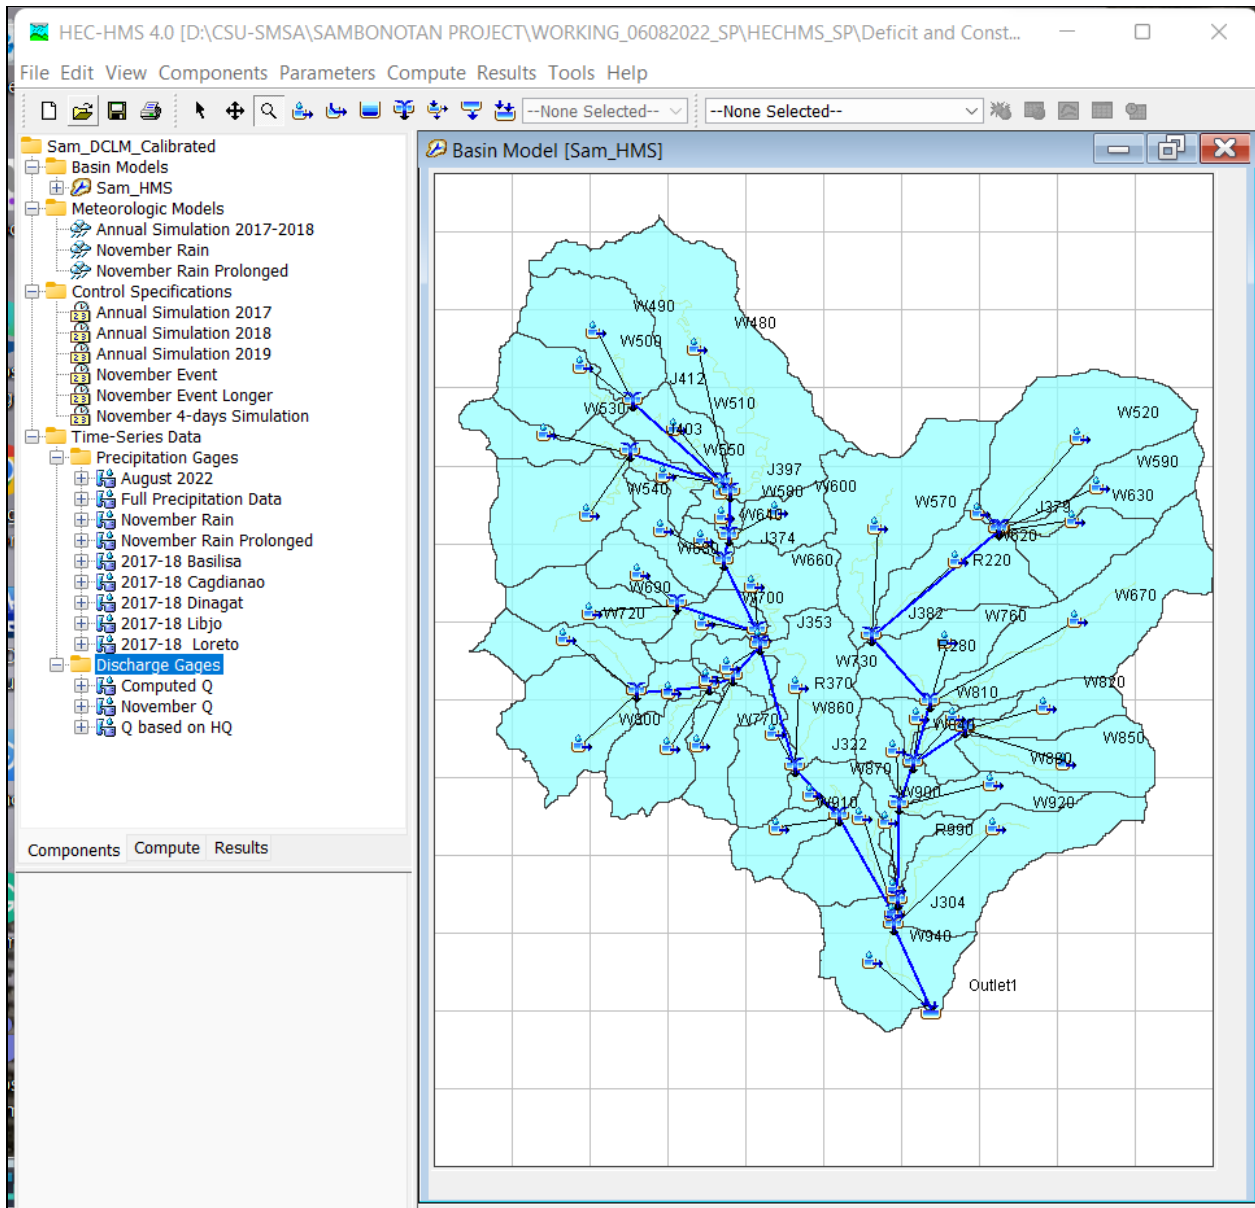 HEC-HMS 4.0 [D:\CSU-SMSA\SAMBONOTAN PROJECT\WORKING_06082022_SP\HECHMS_SP\Deficit and Const...
File Edit View Components Parameters Compute Results Tools Help
--None Selected-- --None Selected--
Sam_DCLM_Calibrated
Basin Models
Sam_HMS
Meteorologic Models
Annual Simulation 2017-2018
November Rain
November Rain Prolonged
Control Specifications
Annual Simulation 2017
Annual Simulation 2018
Annual Simulation 2019
November Event
November Event Longer
November 4-days Simulation
Time-Series Data
Precipitation Gages
August 2022
Full Precipitation Data
November Rain
November Rain Prolonged
2017-18 Basilisa
2017-18 Cagdianao
2017-18 Dinagat
2017-18 Libjo
2017-18 Loreto
Discharge Gages
Computed Q
November Q
Q based on HQ
Components Compute Results
Basin Model [Sam_HMS]
W490
W480
W500
J412
W510
W530
J403
W520
W550
J397
W590
W540
W580
W600
W570
W630
J379
W640
J374
W620
W660
R220
W690
W700
W670
W720
J353
J382
W760
R280
W730
R370
W810
W820
W800
W770
W860
J322
W850
W870
W880
W910
W900
W920
R990
J304
W940
Outlet1